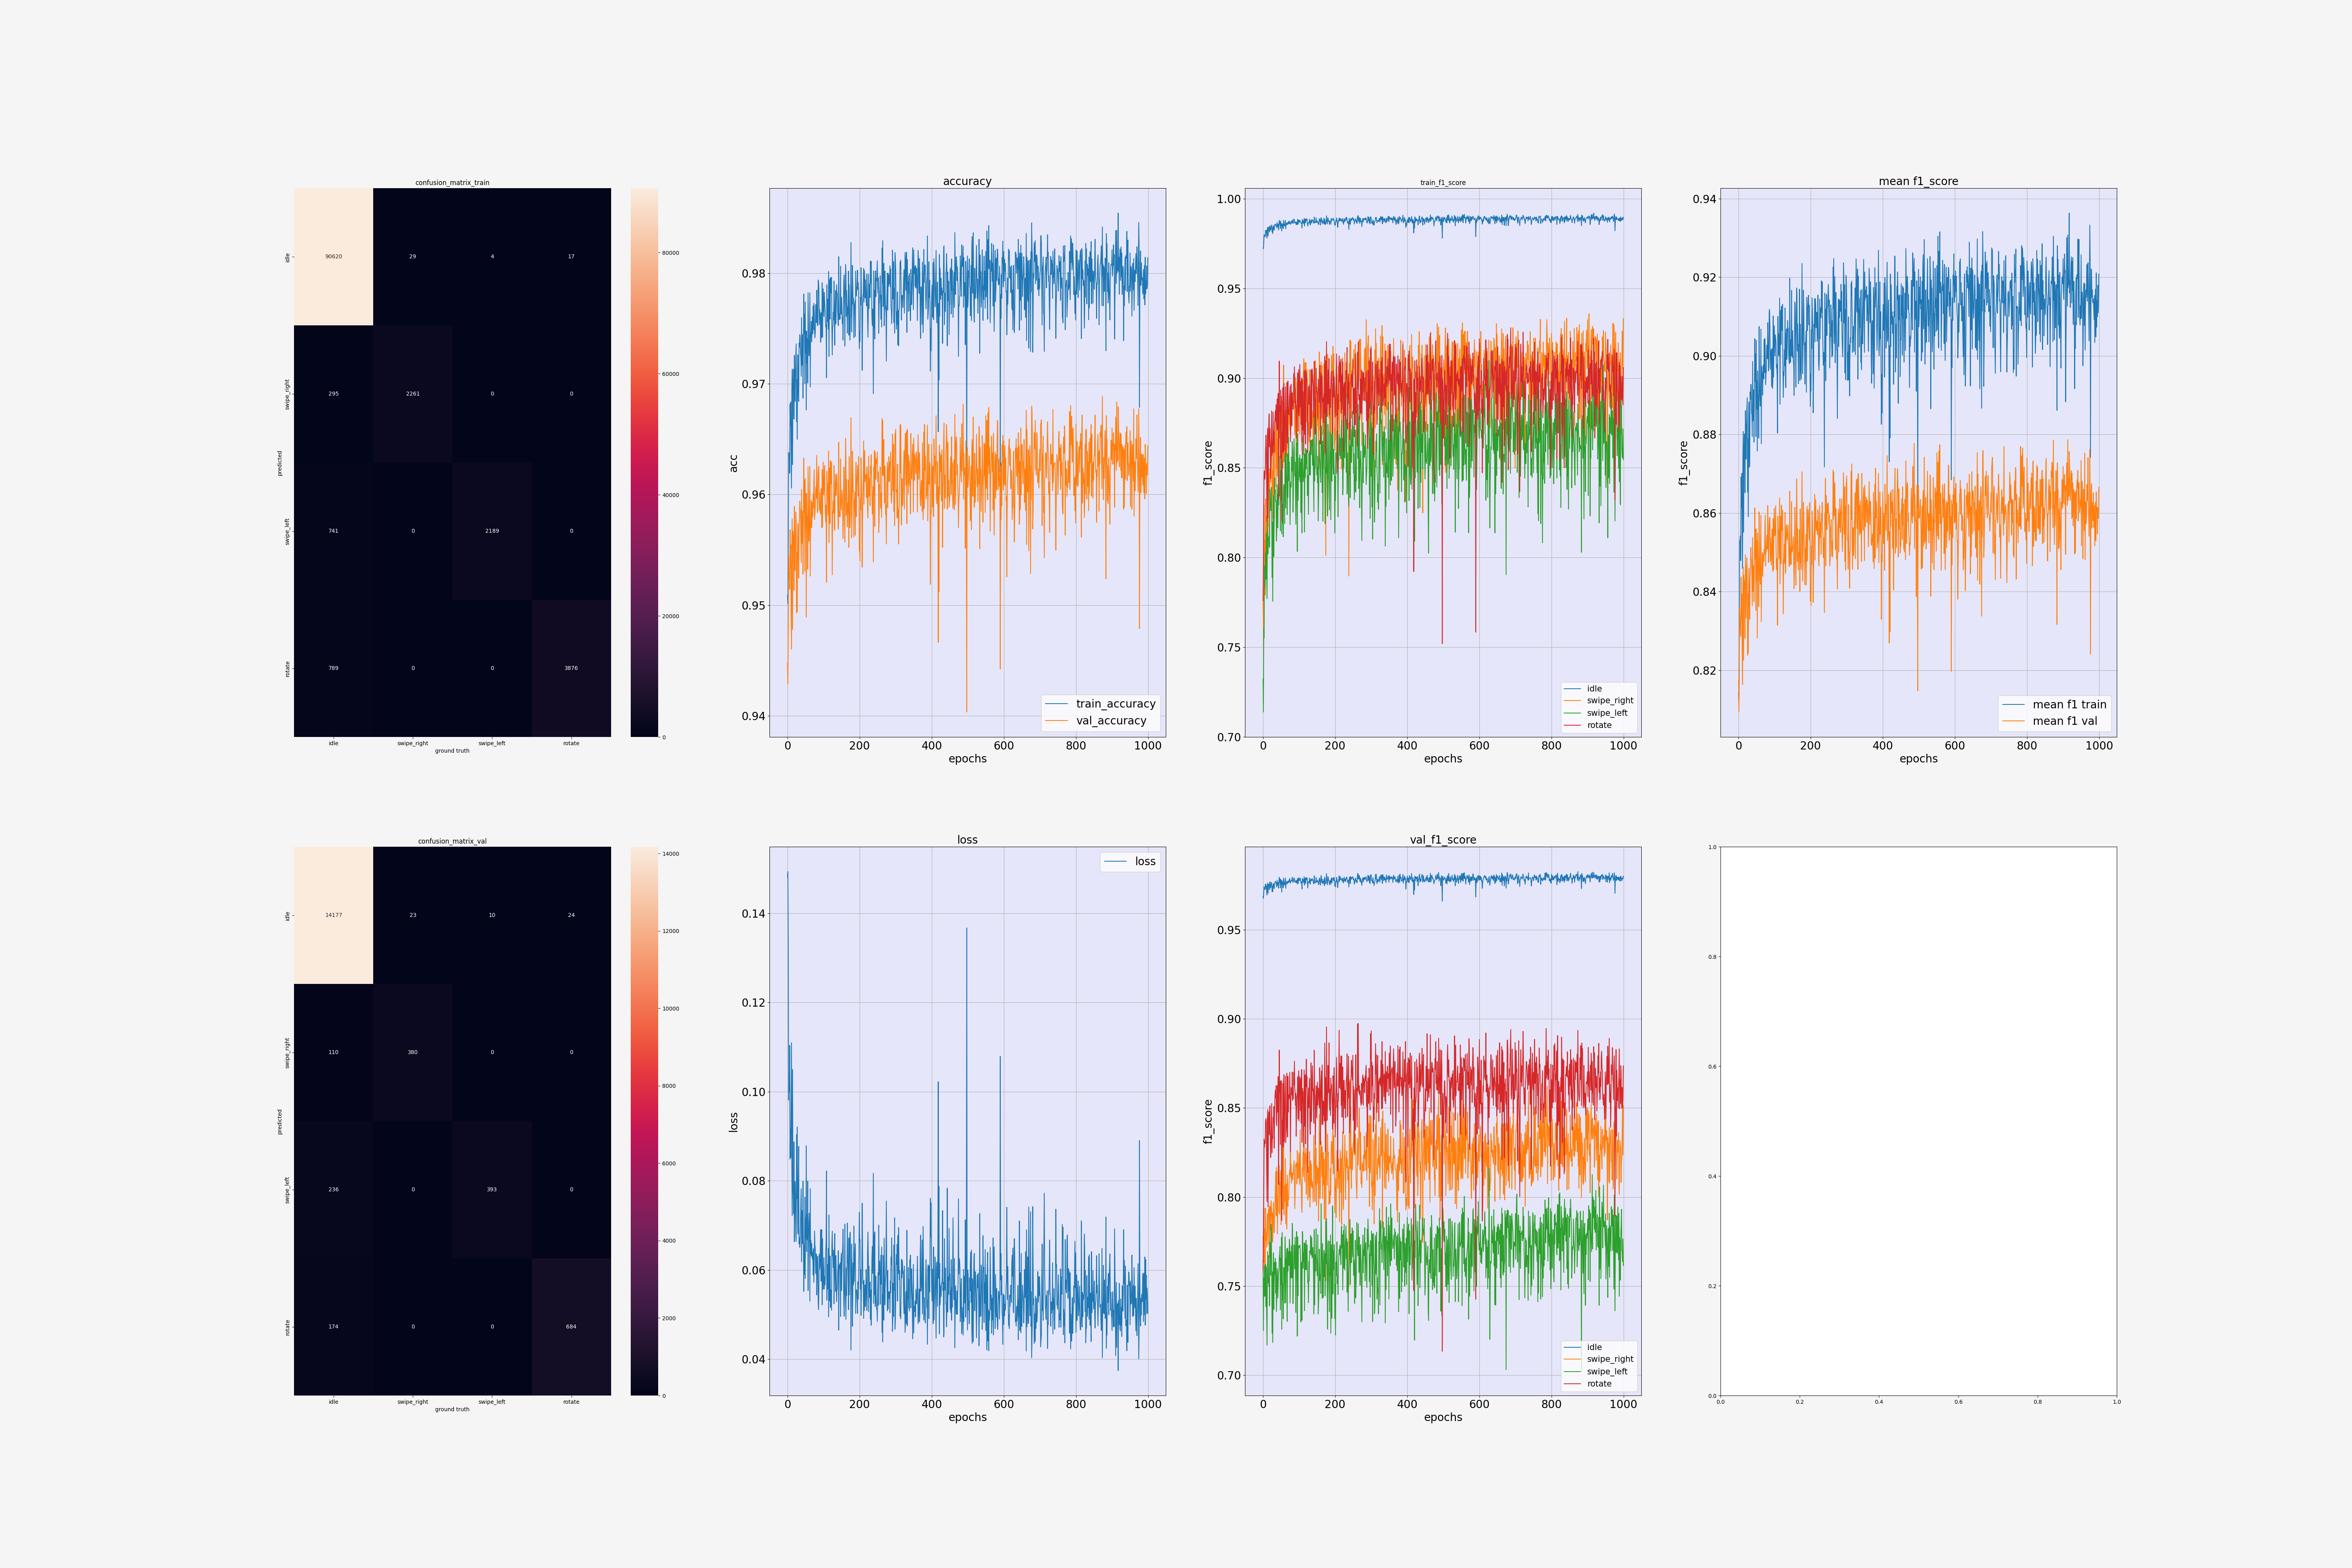 confusion_matrix_train
idle
swipe_right
predicted
swipe_left
rotate
90620 29 4 17
295 2261 0 0
741 0 2189 0
789 0 0 3876
idle swipe_right swipe_left rotate
ground truth
80000
60000
40000
20000
0
accuracy
acc
0.98
0.97
0.96
0.95
0.94
train_accuracy
val_accuracy
0 200 400 600 800 1000
epochs
train_f1_score
f1_score
1.00
0.95
0.90
0.85
0.80
0.75
0.70
idle
swipe_right
swipe_left
rotate
0 200 400 600 800 1000
epochs
mean f1_score
f1_score
0.94
0.92
0.90
0.88
0.86
0.84
0.82
mean f1 train
mean f1 val
0 200 400 600 800 1000
epochs
confusion_matrix_val
idle
swipe_right
predicted
swipe_left
rotate
14177 23 10 24
110 380 0 0
236 0 393 0
174 0 0 684
idle swipe_right swipe_left rotate
ground truth
14000
12000
10000
8000
6000
4000
2000
0
loss
loss
loss
0.14
0.12
0.10
0.08
0.06
0.04
0 200 400 600 800 1000
epochs
val_f1_score
f1_score
0.95
0.90
0.85
0.80
0.75
0.70
idle
swipe_right
swipe_left
rotate
0 200 400 600 800 1000
epochs
1.0
0.8
0.6
0.4
0.2
0.0
0.0 0.2 0.4 0.6 0.8 1.0